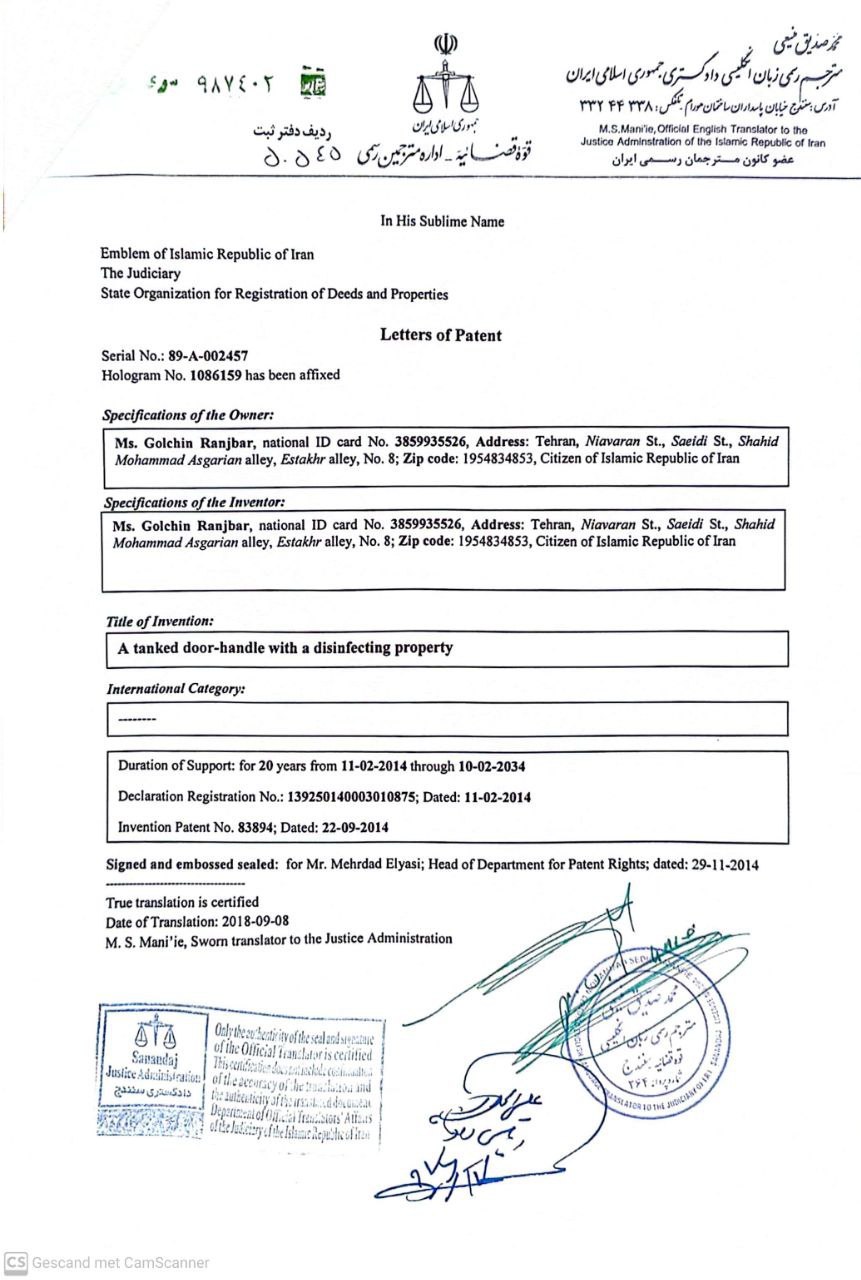 محمد صدیق منیعی
مترجم رسمی زبان انگلیسی دادگستری جمهوری اسلامی ایران
آدرس: سنندج خیابان پاسداران ساختمان مهرام. تلفکس: ۳۳۸ ۴۴ ۳۳۲
M.S.Mani'ie,Official English Translator to the
Justice Adminstration of the Islamic Republic of Iran
عضو کانون مترجمان رسمی ایران
جمهوری اسلامی ایران
قوه قضائیه - اداره مترجمین رسمی
۹۸۷٤۰۲
ردیف دفتر ثبت
۵۰۵٤۵
In His Sublime Name
Emblem of Islamic Republic of Iran
The Judiciary
State Organization for Registration of Deeds and Properties
Letters of Patent
Serial No.: 89-A-002457
Hologram No. 1086159 has been affixed
Specifications of the Owner:
Ms. Golchin Ranjbar, national ID card No. 3859935526, Address: Tehran, Niavaran St., Saeidi St., Shahid
Mohammad Asgarian alley, Estakhr alley, No. 8; Zip code: 1954834853, Citizen of Islamic Republic of Iran
Specifications of the Inventor:
Ms. Golchin Ranjbar, national ID card No. 3859935526, Address: Tehran, Niavaran St., Saeidi St., Shahid
Mohammad Asgarian alley, Estakhr alley, No. 8; Zip code: 1954834853, Citizen of Islamic Republic of Iran
Title of Invention:
A tanked door-handle with a disinfecting property
International Category:
--------
Duration of Support: for 20 years from 11-02-2014 through 10-02-2034
Declaration Registration No.: 139250140003010875; Dated: 11-02-2014
Invention Patent No. 83894; Dated: 22-09-2014
Signed and embossed sealed: for Mr. Mehrdad Elyasi; Head of Department for Patent Rights; dated: 29-11-2014
--------------------------------
True translation is certified
Date of Translation: 2018-09-08
M. S. Mani'ie, Sworn translator to the Justice Administration
محمد صدیق منیعی
مترجم رسمی زبان انگلیسی
قوه قضائیه - سنندج
Sanandaj
Justice Administration
دادگستری سنندج
Only the authenticity of the seal and signature
of the Official Translator is certified
This certification does not include confirmation
of the accuracy of the translation and
the authenticity of the translated document
Department of Official Translators' Affairs
of the Judiciary of the Islamic Republic of Iran
CS Gescand met CamScanner